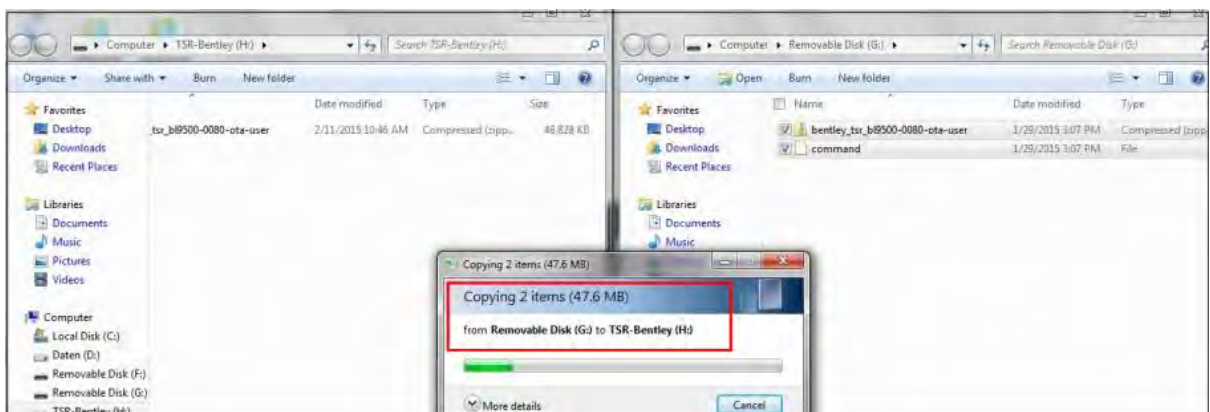 Computer ▸ TSR-Bentley (H:) ▸
Search TSR-Bentley (H:)
Organize ▾ Share with ▾ Burn New folder
Favorites
Desktop
Downloads
Recent Places
Libraries
Documents
Music
Pictures
Videos
Computer
Local Disk (C:)
Daten (D:)
Removable Disk (F:)
Removable Disk (G:)
TSR-Bentley (H:)
Date modified Type Size
_tsr_bl9500-0080-ota-user 2/11/2015 10:46 AM Compressed (zipp... 48,828 KB
Computer ▸ Removable Disk (G:) ▸
Search Removable Disk (G:)
Organize ▾ Open Burn New folder
Favorites
Desktop
Downloads
Recent Places
Libraries
Documents
Music
Name Date modified Type
bentley_tsr_bl9500-0080-ota-user 1/29/2015 3:07 PM Compressed (zipp
command 1/29/2015 3:07 PM File
Copying 2 items (47.6 MB)
Copying 2 items (47.6 MB)
from Removable Disk (G:) to TSR-Bentley (H:)
More details Cancel